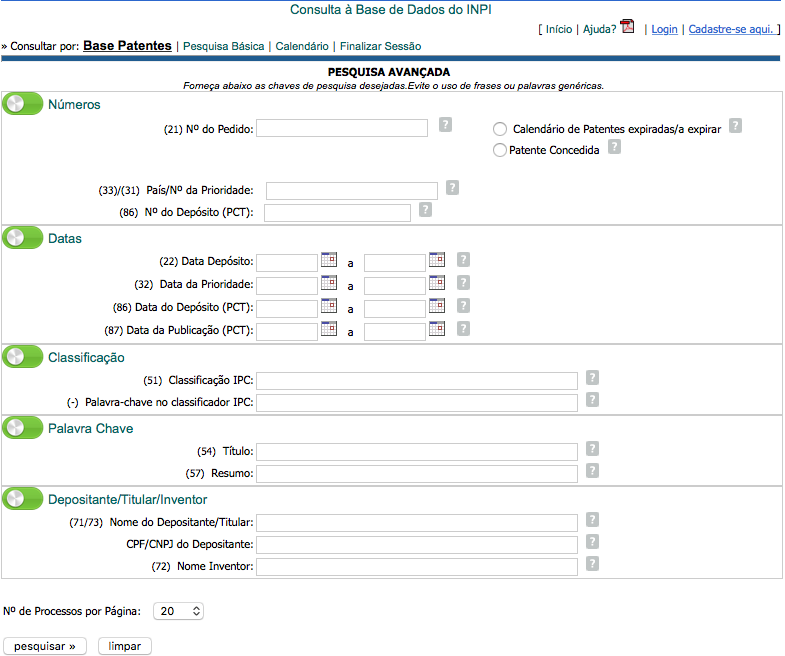 Consulta à Base de Dados do INPI
[ Início | Ajuda? | Login | Cadastre-se aqui. ]
» Consultar por: Base Patentes | Pesquisa Básica | Calendário | Finalizar Sessão
PESQUISA AVANÇADA
Forneça abaixo as chaves de pesquisa desejadas.Evite o uso de frases ou palavras genéricas.
Números
(21) Nº do Pedido: ? Calendário de Patentes expiradas/a expirar ?
Patente Concedida ?
(33)/(31) País/Nº da Prioridade: ?
(86) Nº do Depósito (PCT): ?
Datas
(22) Data Depósito: a ?
(32) Data da Prioridade: a ?
(86) Data do Depósito (PCT): a ?
(87) Data da Publicação (PCT): a ?
Classificação
(51) Classificação IPC: ?
(-) Palavra-chave no classificador IPC: ?
Palavra Chave
(54) Título: ?
(57) Resumo: ?
Depositante/Titular/Inventor
(71/73) Nome do Depositante/Titular: ?
CPF/CNPJ do Depositante: ?
(72) Nome Inventor: ?
Nº de Processos por Página: 20
pesquisar » limpar